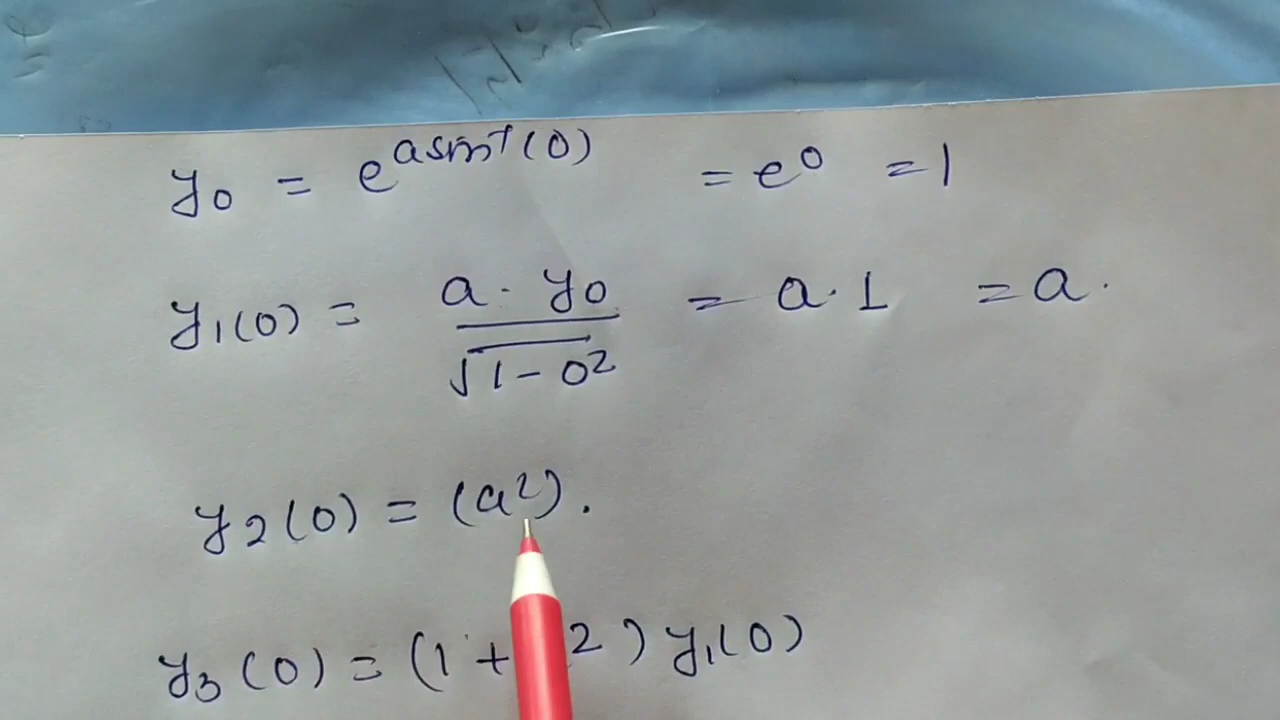 y₀ = e^(a sin⁻¹(0)) = e⁰ = 1
y₁(0) = a · y₀ / √(1 - 0²) = a · 1 = a.
y₂(0) = (a²).
y₃(0) = (1 + 2) y₁(0)